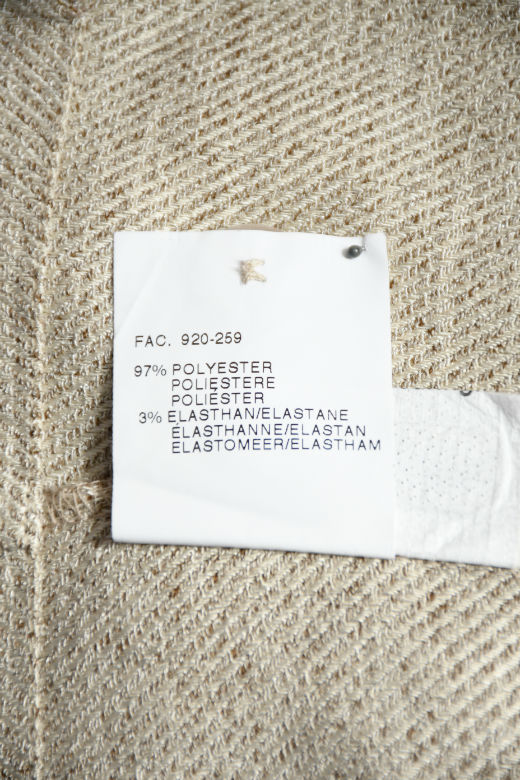 FAC. 920-259
97% POLYESTER
POLIESTERE
POLIÉSTER
3% ELASTHAN/ELASTANE
ÉLASTHANNE/ELASTAN
ELASTOMEER/ELASTHAM